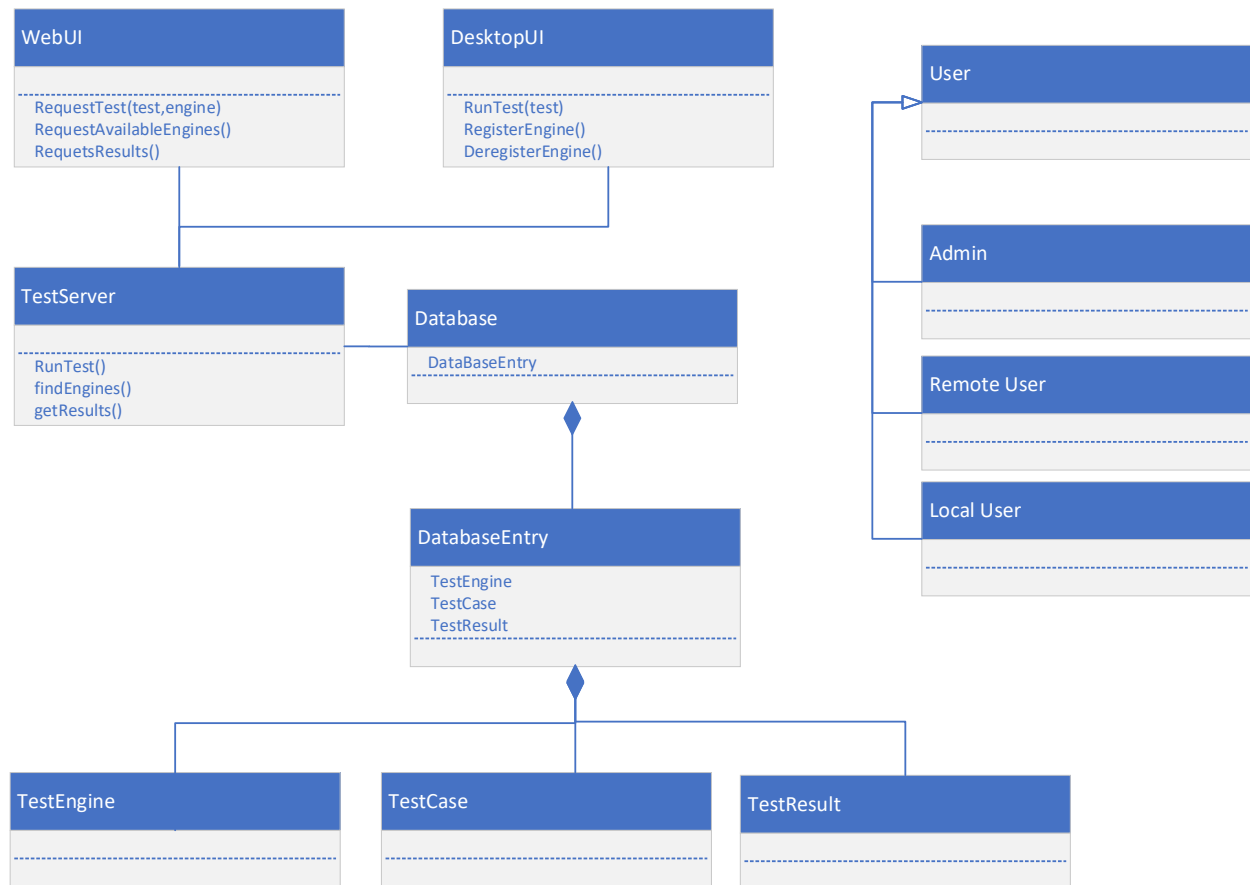 WebUI
RequestTest(test,engine)
RequestAvailableEngines()
RequetsResults()
DesktopUI
RunTest(test)
RegisterEngine()
DeregisterEngine()
User
Admin
Remote User
Local User
TestServer
RunTest()
findEngines()
getResults()
Database
DataBaseEntry
DatabaseEntry
TestEngine
TestCase
TestResult
TestEngine
TestCase
TestResult